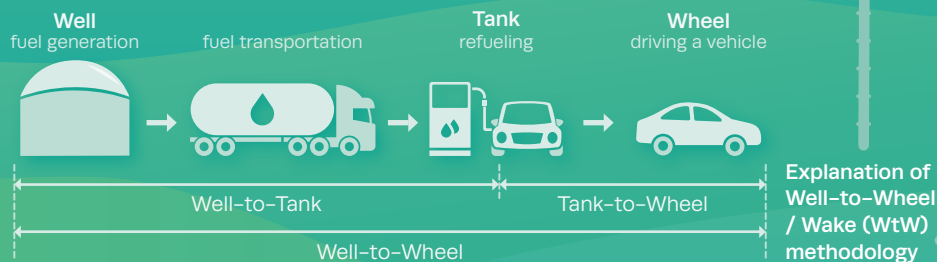 Well
fuel generation
fuel transportation
Tank
refueling
Wheel
driving a vehicle
Well-to-Tank
Tank-to-Wheel
Well-to-Wheel
Explanation of
Well-to-Wheel
/ Wake (WtW)
methodology